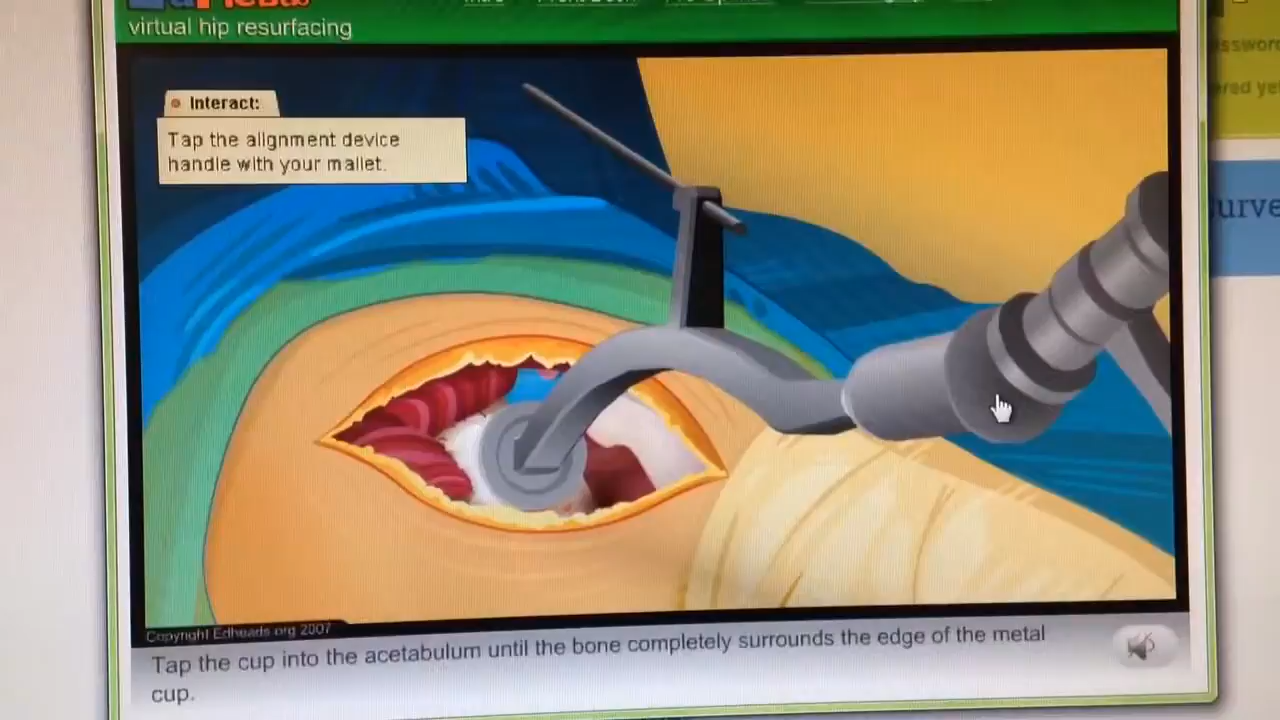 virtual hip resurfacing
Interact:
Tap the alignment device
handle with your mallet.
Copyright Edheads.org 2007
Tap the cup into the acetabulum until the bone completely surrounds the edge of the metal
cup.